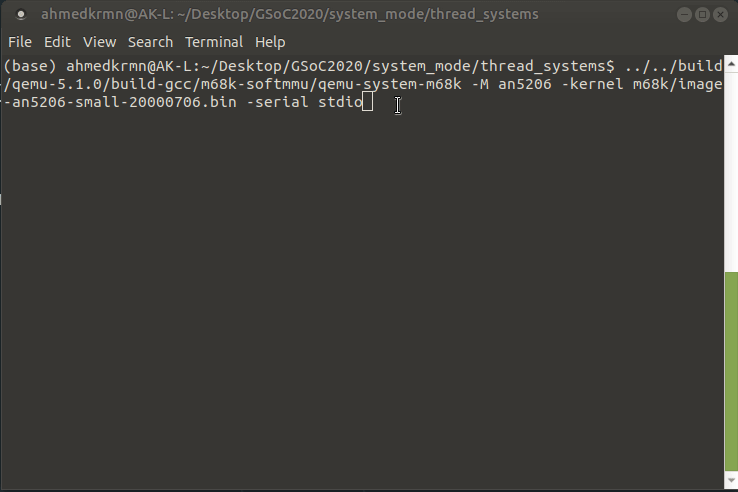 ahmedkrmn@AK-L: ~/Desktop/GSoC2020/system_mode/thread_systems
File Edit View Search Terminal Help
(base) ahmedkrmn@AK-L:~/Desktop/GSoC2020/system_mode/thread_systems$ ../../build
/qemu-5.1.0/build-gcc/m68k-softmmu/qemu-system-m68k -M an5206 -kernel m68k/image
-an5206-small-20000706.bin -serial stdio